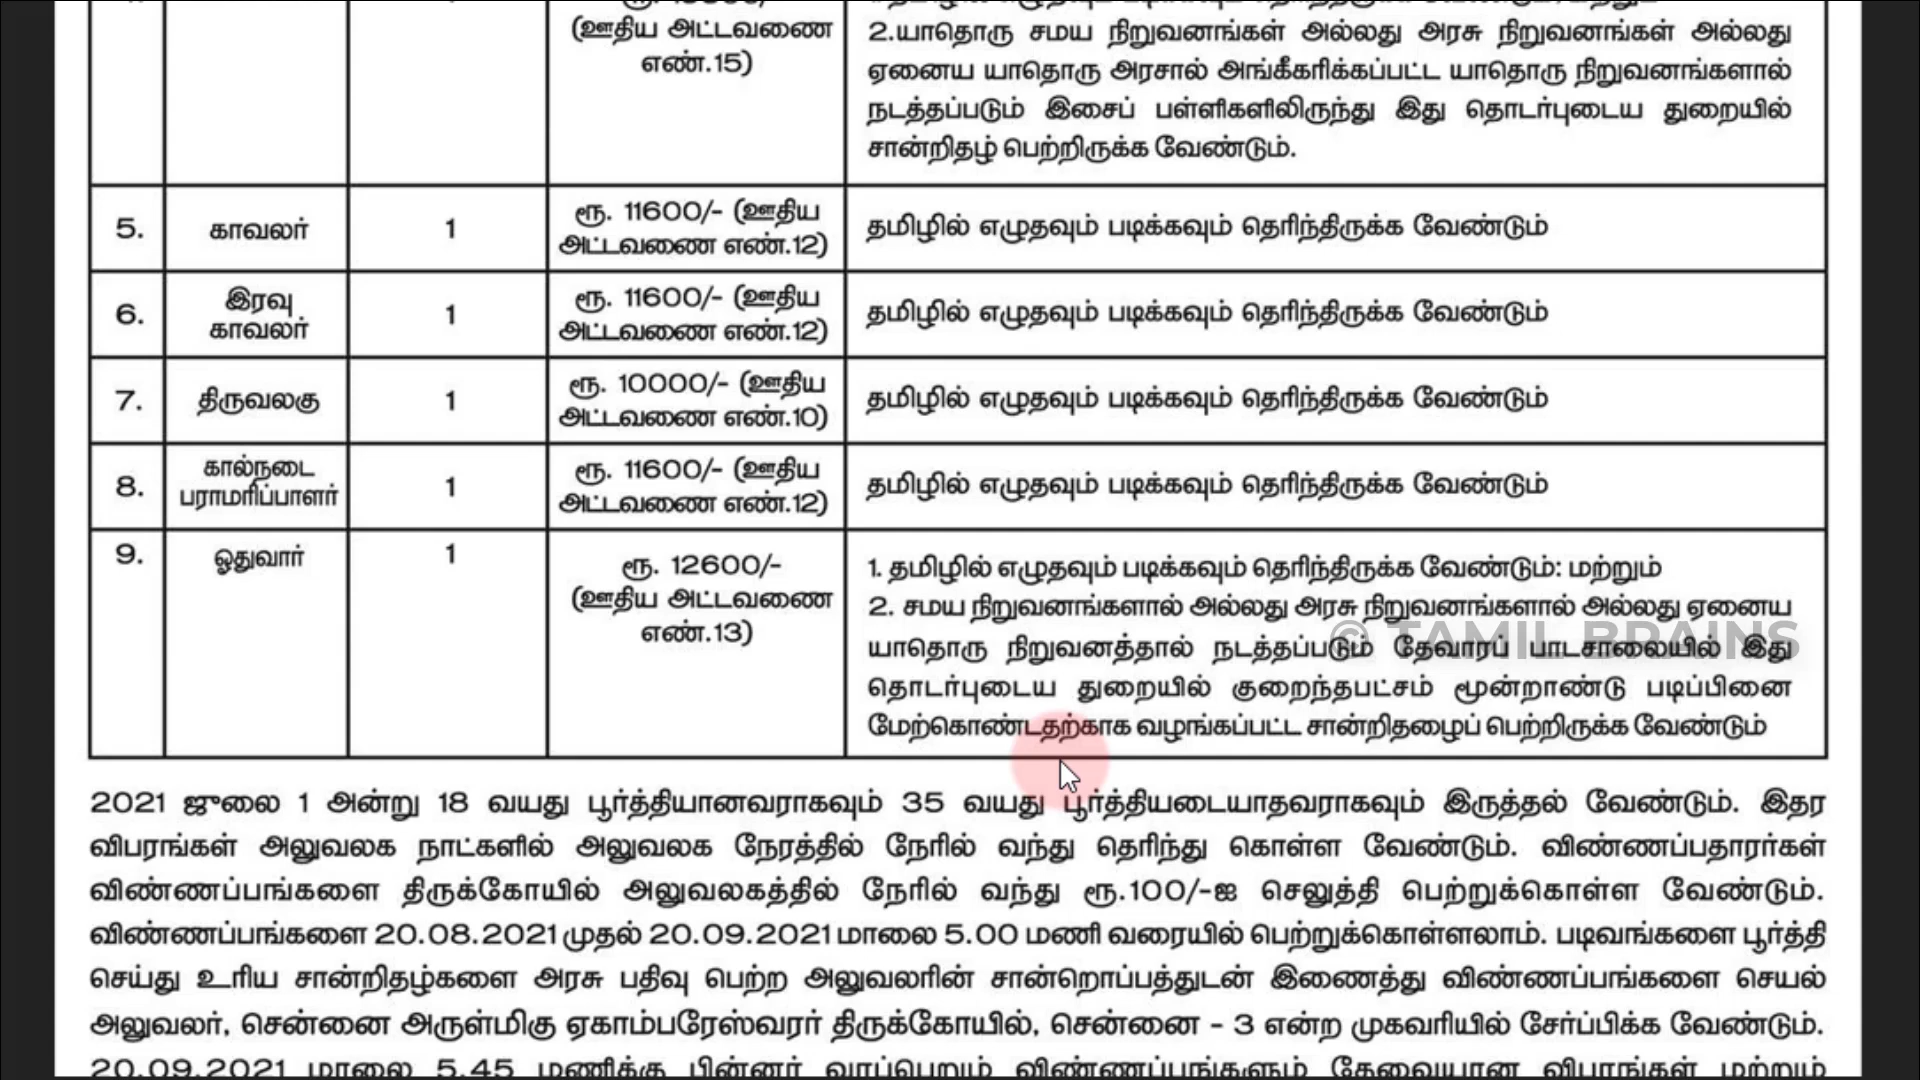 (ஊதிய அட்டவணை
எண்.15)
2.யாதொரு சமய நிறுவனங்கள் அல்லது அரசு நிறுவனங்கள் அல்லது
ஏனைய யாதொரு அரசால் அங்கீகரிக்கப்பட்ட யாதொரு நிறுவனங்களால்
நடத்தப்படும் இசைப் பள்ளிகளிலிருந்து இது தொடர்புடைய துறையில்
சான்றிதழ் பெற்றிருக்க வேண்டும்.
5.
காவலர்
1
ரூ. 11600/- (ஊதிய
அட்டவணை எண்.12)
தமிழில் எழுதவும் படிக்கவும் தெரிந்திருக்க வேண்டும்
6.
இரவு
காவலர்
1
ரூ. 11600/- (ஊதிய
அட்டவணை எண்.12)
தமிழில் எழுதவும் படிக்கவும் தெரிந்திருக்க வேண்டும்
7.
திருவலகு
1
ரூ. 10000/- (ஊதிய
அட்டவணை எண்.10)
தமிழில் எழுதவும் படிக்கவும் தெரிந்திருக்க வேண்டும்
8.
கால்நடை
பராமரிப்பாளர்
1
ரூ. 11600/- (ஊதிய
அட்டவணை எண்.12)
தமிழில் எழுதவும் படிக்கவும் தெரிந்திருக்க வேண்டும்
9.
ஓதுவார்
1
ரூ. 12600/-
(ஊதிய அட்டவணை
எண்.13)
1. தமிழில் எழுதவும் படிக்கவும் தெரிந்திருக்க வேண்டும்: மற்றும்
2. சமய நிறுவனங்களால் அல்லது அரசு நிறுவனங்களால் அல்லது ஏனைய
யாதொரு நிறுவனத்தால் நடத்தப்படும் தேவாரப் பாடசாலையில் இது
தொடர்புடைய துறையில் குறைந்தபட்சம் மூன்றாண்டு படிப்பினை
மேற்கொண்டதற்காக வழங்கப்பட்ட சான்றிதழைப் பெற்றிருக்க வேண்டும்
© TAMIL BRAINS
2021 ஜுலை 1 அன்று 18 வயது பூர்த்தியானவராகவும் 35 வயது பூர்த்தியடையாதவராகவும் இருத்தல் வேண்டும். இதர
விபரங்கள் அலுவலக நாட்களில் அலுவலக நேரத்தில் நேரில் வந்து தெரிந்து கொள்ள வேண்டும். விண்ணப்பதாரர்கள்
விண்ணப்பங்களை திருக்கோயில் அலுவலகத்தில் நேரில் வந்து ரூ.100/-ஐ செலுத்தி பெற்றுக்கொள்ள வேண்டும்.
விண்ணப்பங்களை 20.08.2021 முதல் 20.09.2021 மாலை 5.00 மணி வரையில் பெற்றுக்கொள்ளலாம். படிவங்களை பூர்த்தி
செய்து உரிய சான்றிதழ்களை அரசு பதிவு பெற்ற அலுவலரின் சான்றொப்பத்துடன் இணைத்து விண்ணப்பங்களை செயல்
அலுவலர், சென்னை அருள்மிகு ஏகாம்பரேஸ்வரர் திருக்கோயில், சென்னை - 3 என்ற முகவரியில் சேர்ப்பிக்க வேண்டும்.
20.09.2021 மாலை 5.45 மணிக்கு பின்னர் வரப்பெறும் விண்ணப்பங்களும் தேவையான விபரங்கள் மற்றும்